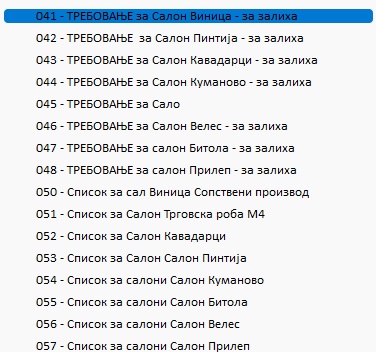 041 - ТРЕБОВАЊЕ за Салон Виница - за залиха
042 - ТРЕБОВАЊЕ  за Салон Пинтија - за залиха
043 - ТРЕБОВАЊЕ за Салон Кавадарци - за залиха
044 - ТРЕБОВАЊЕ за Салон Куманово - за залиха
045 - ТРЕБОВАЊЕ за Сало
046 - ТРЕБОВАЊЕ за Салон Велес - за залиха
047 - ТРЕБОВАЊЕ за салон Битола - за залиха
048 - ТРЕБОВАЊЕ за салон Прилеп - за залиха
050 - Список за сал Виница Сопствени производ
051 - Список за Салон Трговска роба М4
052 - Список за Салон Кавадарци
053 - Список за Салон Салон Пинтија
054 - Список за салони Салон Куманово
055 - Список за салони Салон Битола
056 - Список за салони Салон Велес
057 - Список за салони Салон Прилеп